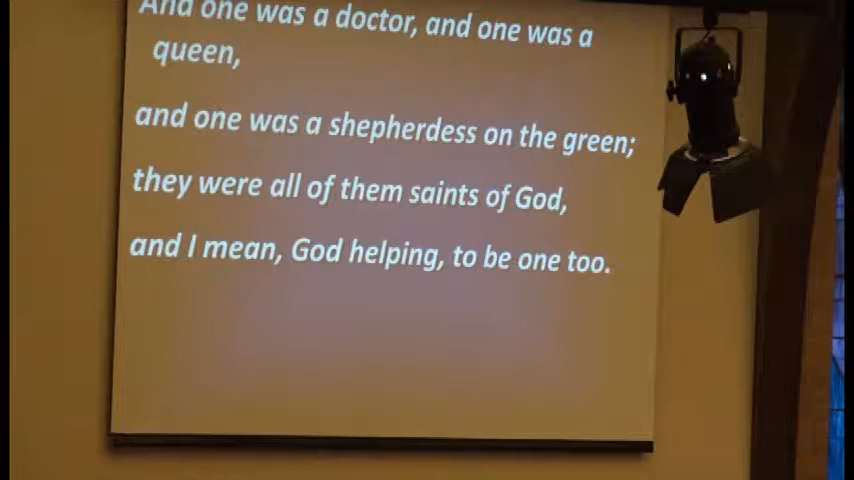 And one was a doctor, and one was a
queen,
and one was a shepherdess on the green;
they were all of them saints of God,
and I mean, God helping, to be one too.